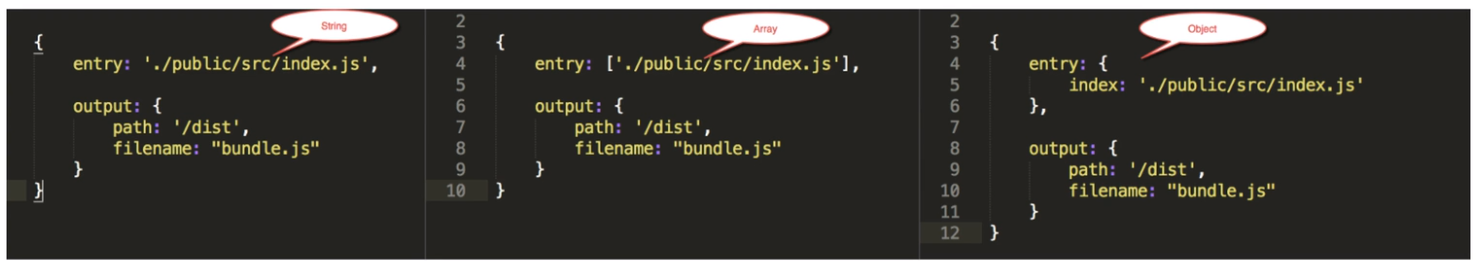 String
{
entry: './public/src/index.js',
output: {
path: '/dist',
filename: "bundle.js"
}
}
Array
2
3 {
4 entry: ['./public/src/index.js'],
5
6 output: {
7 path: '/dist',
8 filename: "bundle.js"
9 }
10 }
Object
2
3 {
4 entry: {
5 index: './public/src/index.js'
6 },
7
8 output: {
9 path: '/dist',
10 filename: "bundle.js"
11 }
12 }